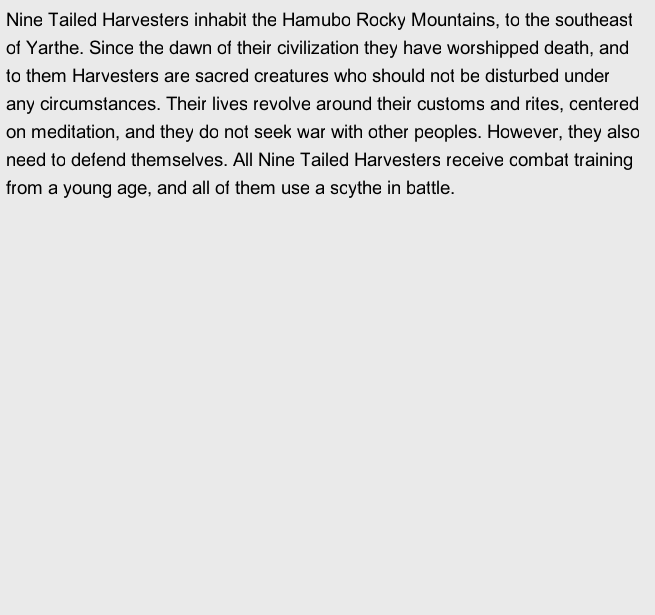 Nine Tailed Harvesters inhabit the Hamubo Rocky Mountains, to the southeast
of Yarthe. Since the dawn of their civilization they have worshipped death, and
to them Harvesters are sacred creatures who should not be disturbed under
any circumstances. Their lives revolve around their customs and rites, centered
on meditation, and they do not seek war with other peoples. However, they also
need to defend themselves. All Nine Tailed Harvesters receive combat training
from a young age, and all of them use a scythe in battle.